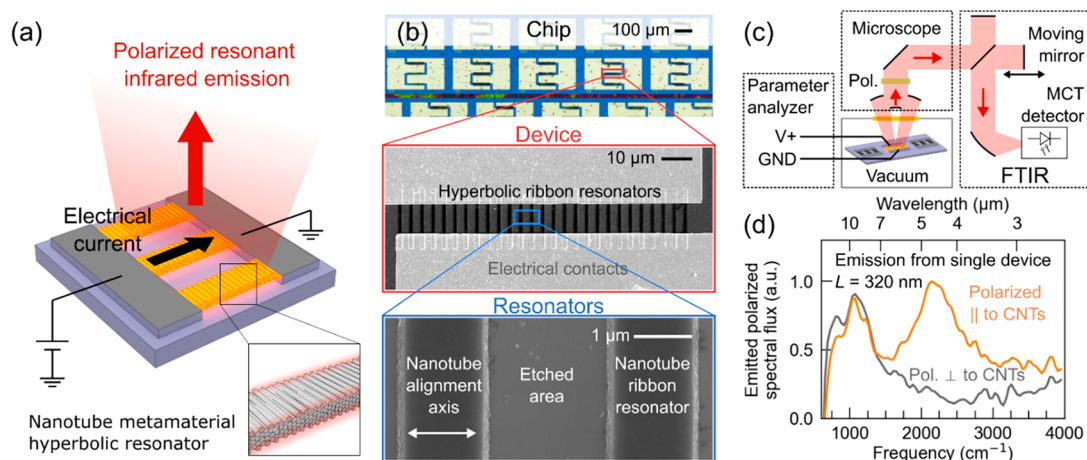 (a)
Polarized resonant
infrared emission
Electrical
current
Nanotube metamaterial
hyperbolic resonator
(b)
Chip
100 µm
Device
10 µm
Hyperbolic ribbon resonators
Electrical contacts
Resonators
1 µm
Nanotube
alignment
axis
Etched
area
Nanotube
ribbon
resonator
(c)
Microscope
Moving
mirror
Pol.
Parameter
analyzer
MCT
detector
V+
GND
Vacuum
FTIR
(d)
Wavelength (µm)
10 7 5 4 3
Emission from single device
L = 320 nm
Polarized
|| to CNTs
Pol. ⊥ to CNTs
Emitted polarized
spectral flux (a.u.)
1.0
0.5
0.0
1000 1500 2000 2500 3000 3500 4000
Frequency (cm⁻¹)